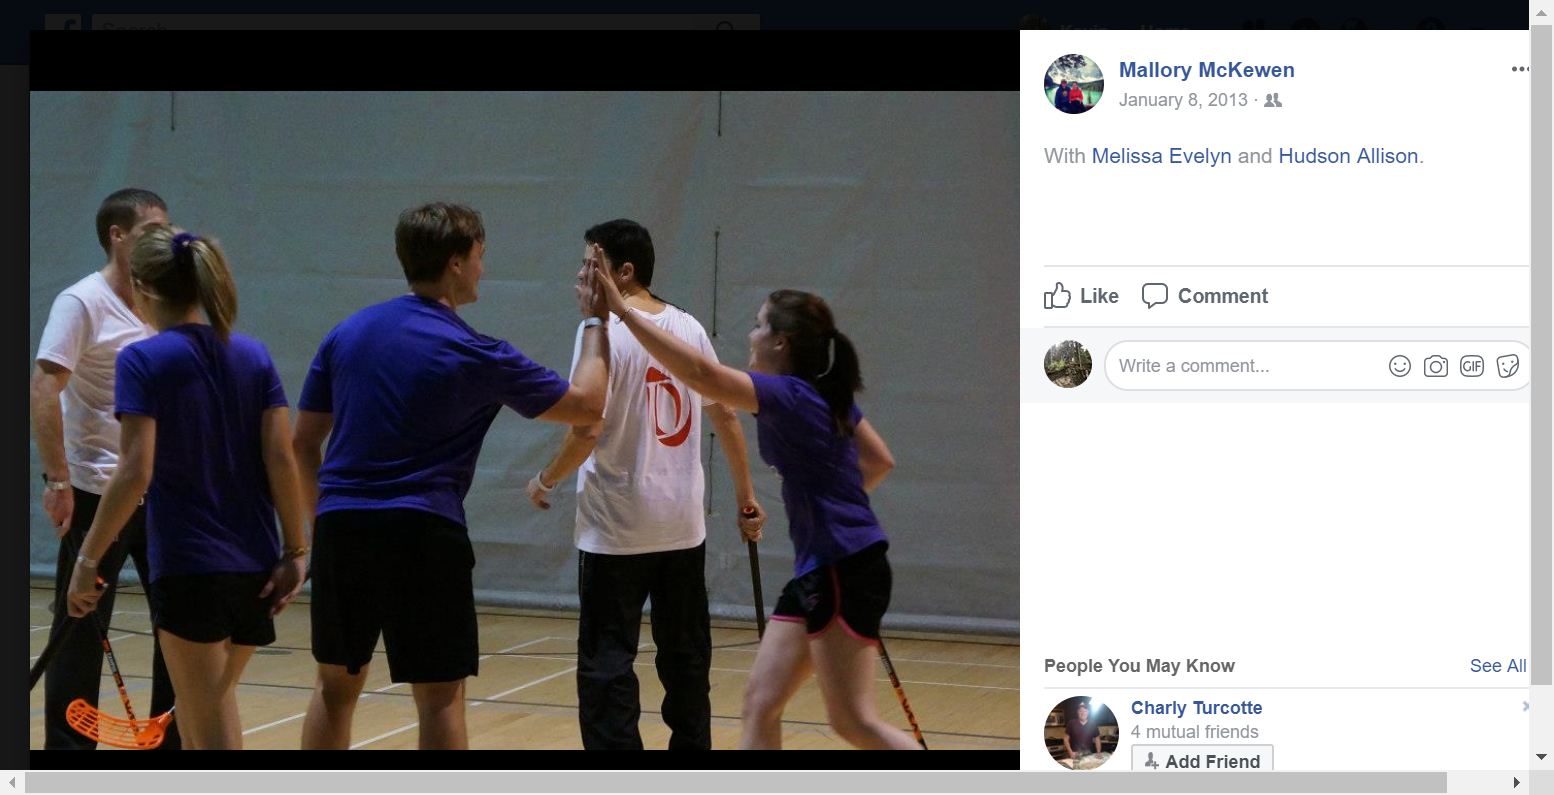 Search
Mallory McKewen
January 8, 2013 ·
With Melissa Evelyn and Hudson Allison.
Like Comment
Write a comment...
GIF
People You May Know
See All
Charly Turcotte
4 mutual friends
Add Friend